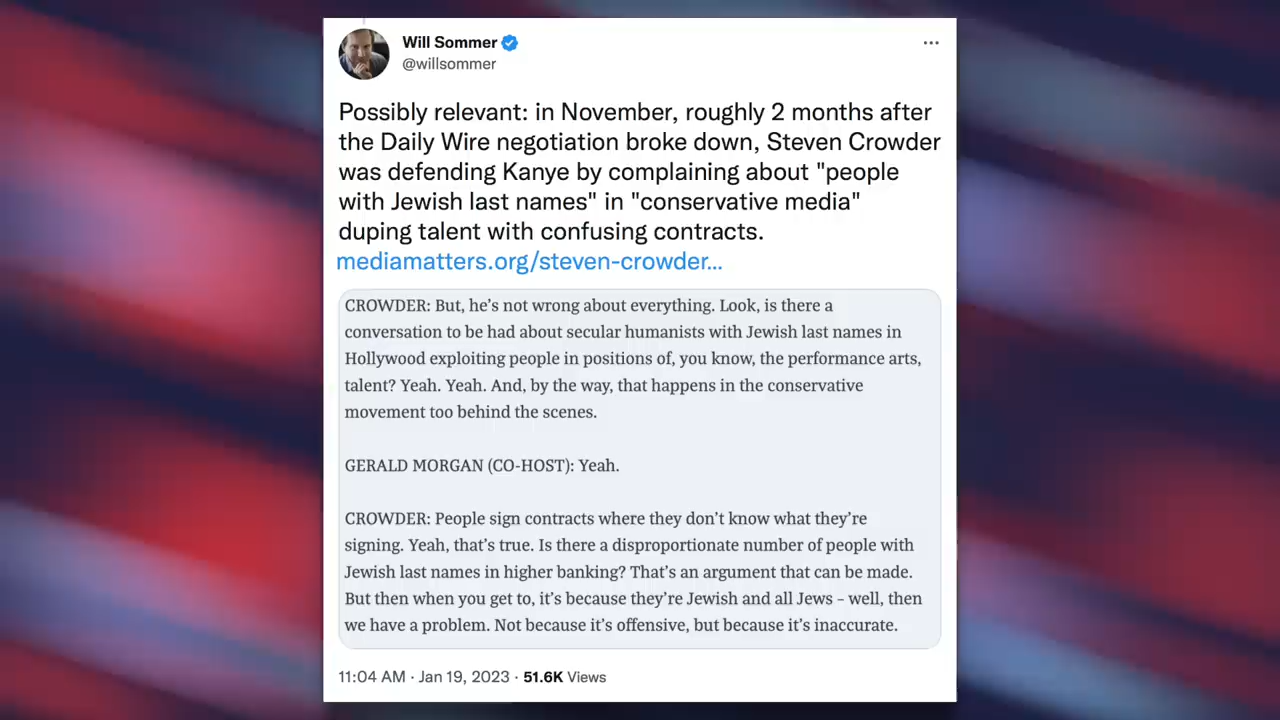 Will Sommer
@willsommer
Possibly relevant: in November, roughly 2 months after
the Daily Wire negotiation broke down, Steven Crowder
was defending Kanye by complaining about "people
with Jewish last names" in "conservative media"
duping talent with confusing contracts.
mediamatters.org/steven-crowder...
CROWDER: But, he's not wrong about everything. Look, is there a
conversation to be had about secular humanists with Jewish last names in
Hollywood exploiting people in positions of, you know, the performance arts,
talent? Yeah. Yeah. And, by the way, that happens in the conservative
movement too behind the scenes.
GERALD MORGAN (CO-HOST): Yeah.
CROWDER: People sign contracts where they don't know what they're
signing. Yeah, that's true. Is there a disproportionate number of people with
Jewish last names in higher banking? That's an argument that can be made.
But then when you get to, it's because they're Jewish and all Jews – well, then
we have a problem. Not because it's offensive, but because it's inaccurate.
11:04 AM · Jan 19, 2023 · 51.6K Views